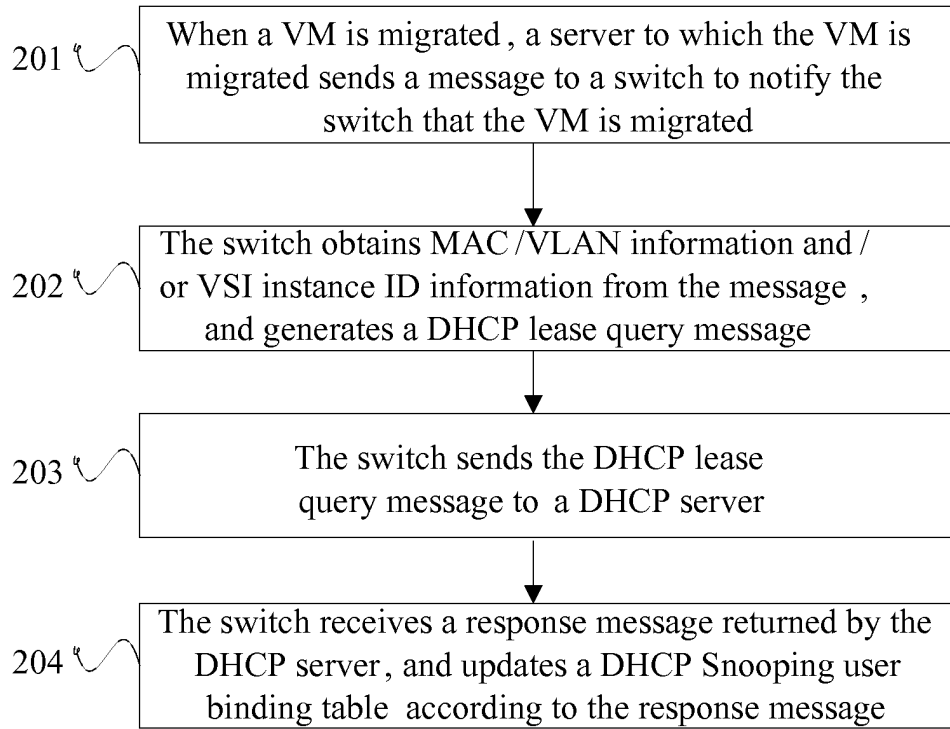 201
When a VM is migrated, a server to which the VM is
migrated sends a message to a switch to notify the
switch that the VM is migrated
202
The switch obtains MAC/VLAN information and /
or VSI instance ID information from the message,
and generates a DHCP lease query message
203
The switch sends the DHCP lease
query message to a DHCP server
204
The switch receives a response message returned by the
DHCP server, and updates a DHCP Snooping user
binding table according to the response message